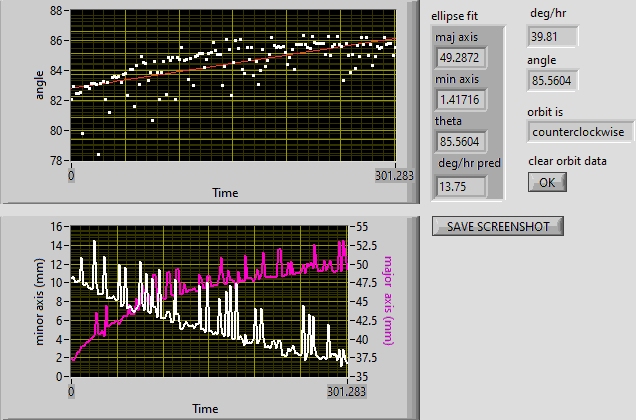 88
86
84
82
80
78
angle
0
301.283
Time
ellipse fit
maj axis
49.2872
min axis
1.41716
theta
85.5604
deg/hr pred
13.75
deg/hr
39.81
angle
85.5604
orbit is
counterclockwise
clear orbit data
OK
SAVE SCREENSHOT
16
14
12
10
8
6
4
2
0
minor axis (mm)
55
52.5
50
47.5
45
42.5
40
37.5
35
major axis (mm)
0
301.283
Time